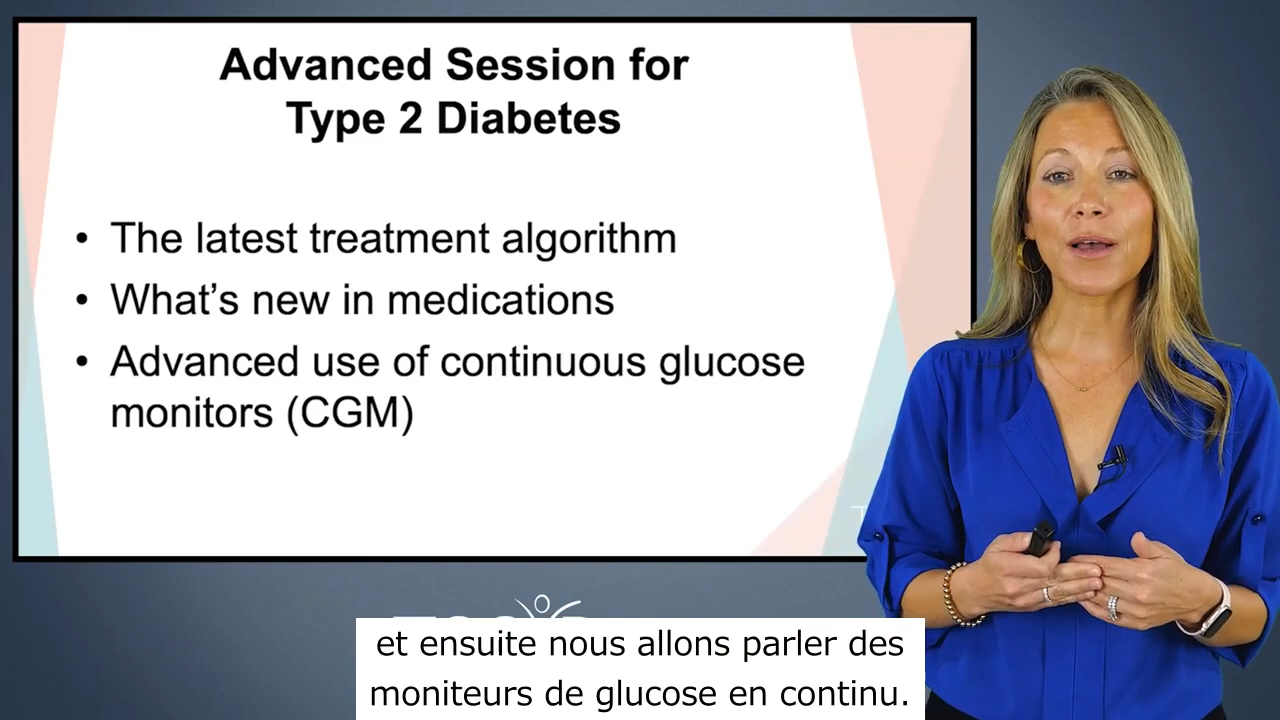 Advanced Session for
Type 2 Diabetes
• The latest treatment algorithm
• What's new in medications
• Advanced use of continuous glucose
monitors (CGM)
et ensuite nous allons parler des
moniteurs de glucose en continu.